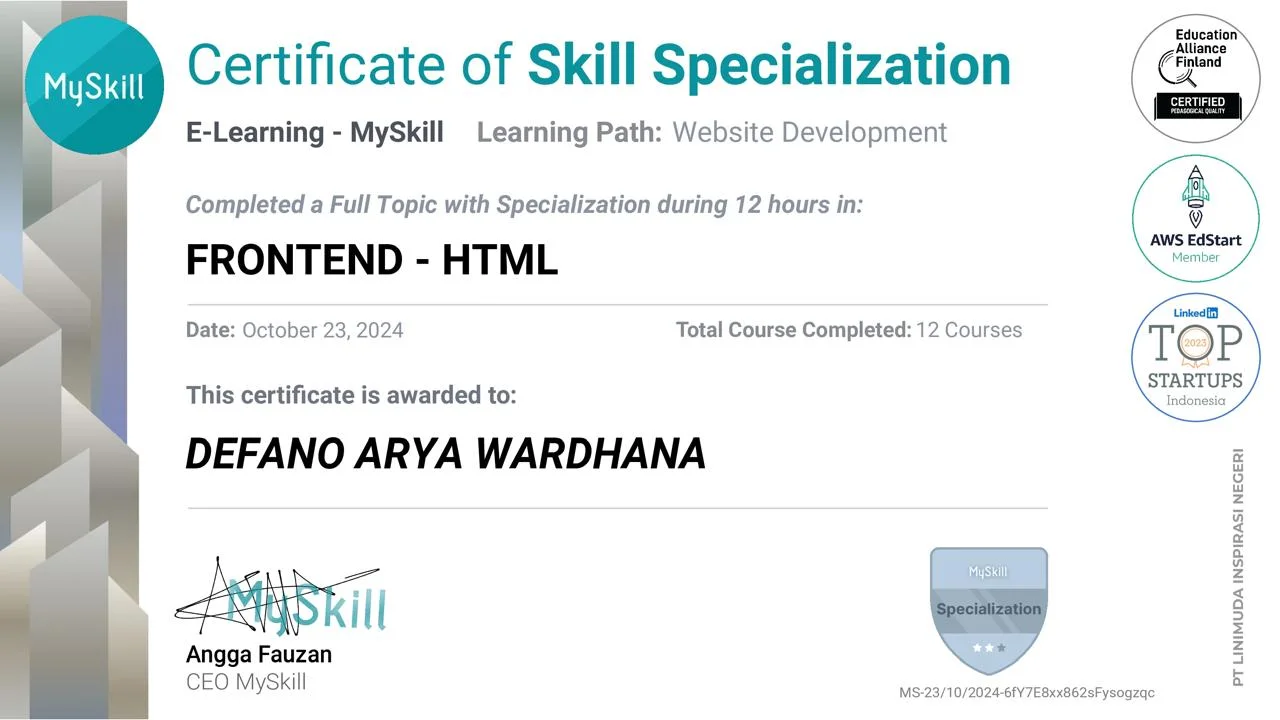 MySkill
Certificate of Skill Specialization
E-Learning - MySkill Learning Path: Website Development
Completed a Full Topic with Specialization during 12 hours in:
FRONTEND - HTML
Date: October 23, 2024 Total Course Completed: 12 Courses
This certificate is awarded to:
DEFANO ARYA WARDHANA
MySkill
Angga Fauzan
CEO MySkill
MySkill
Specialization
MS-23/10/2024-6fY7E8xx862sFysogzqc
Education
Alliance
Finland
CERTIFIED
PEDAGOGICAL QUALITY
AWS EdStart
Member
Linked in
TOP
2023
STARTUPS
Indonesia
PT LINIMUDA INSPIRASI NEGERI